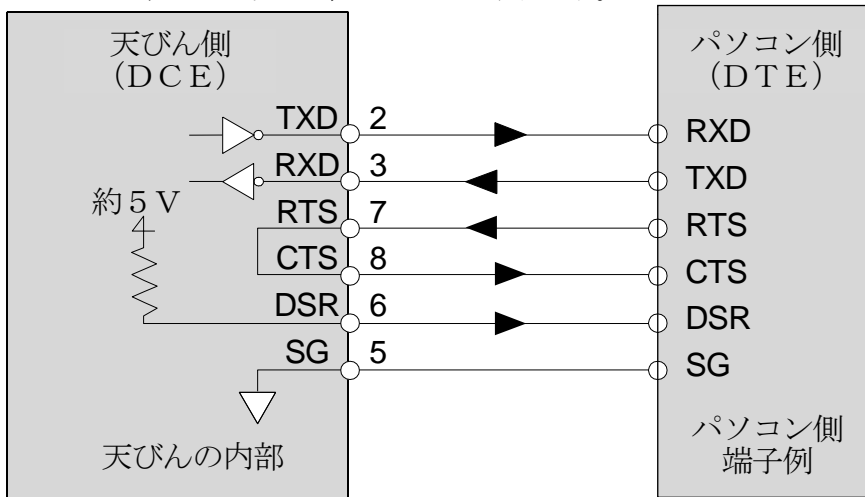 天びん側
（ＤＣＥ）
パソコン側
（ＤＴＥ）
TXD 2 RXD
RXD 3 TXD
約５Ｖ
RTS 7 RTS
CTS 8 CTS
DSR 6 DSR
SG 5 SG
天びんの内部
パソコン側
端子例